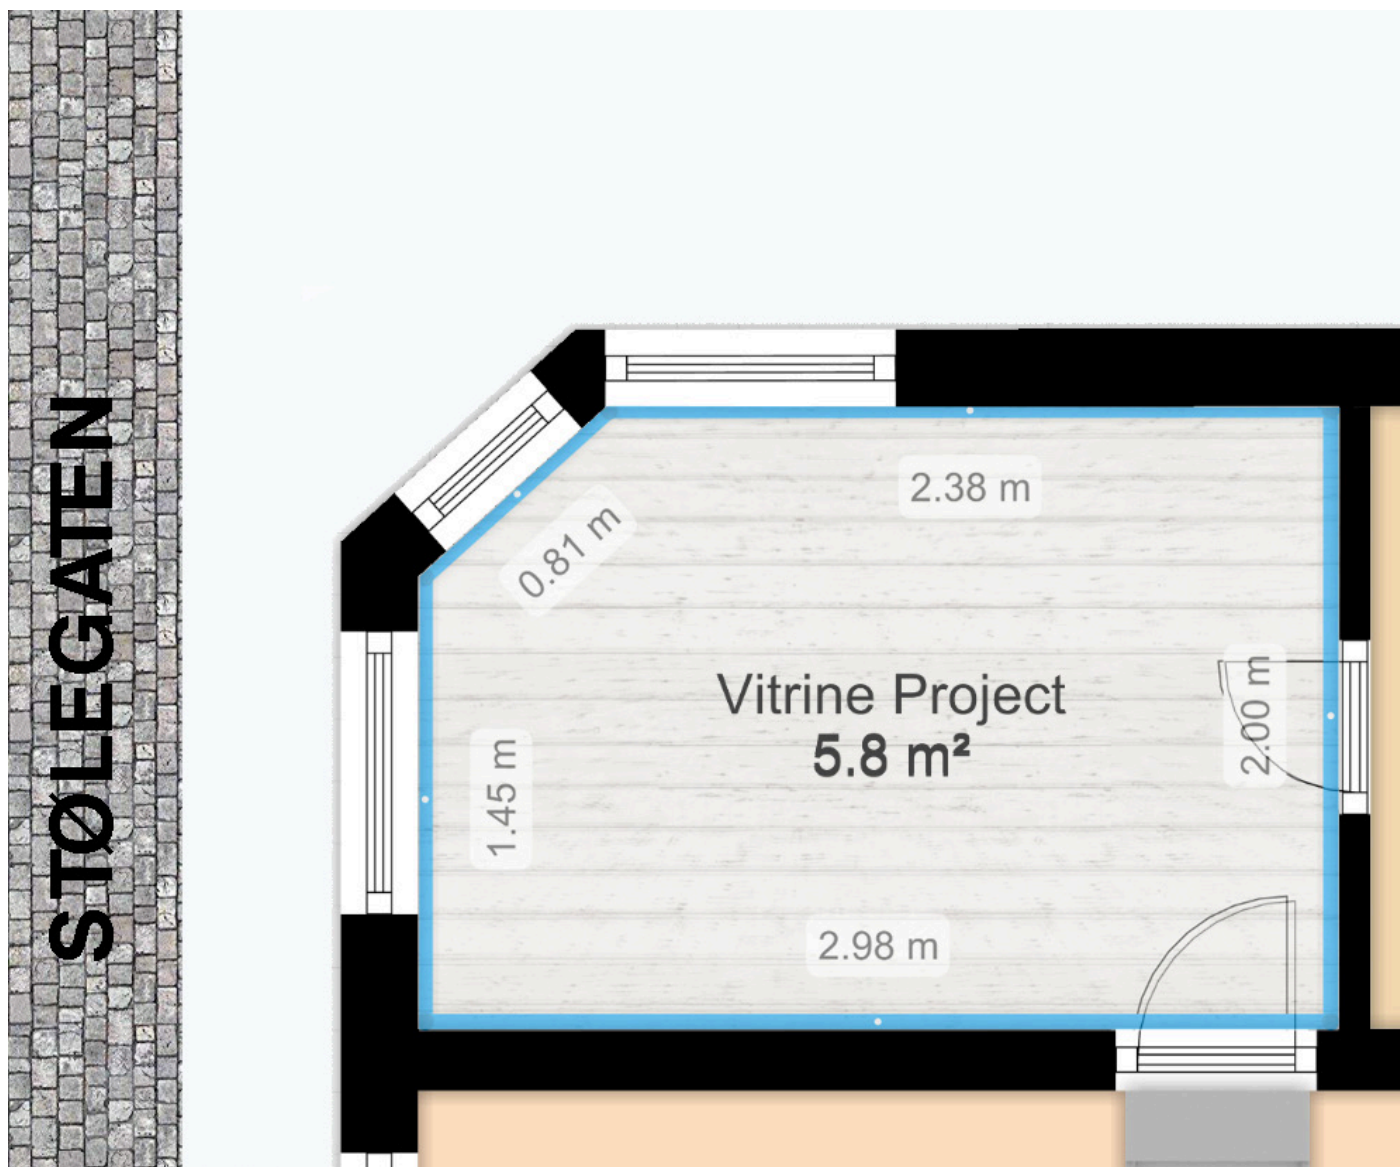 STØLEGATEN
2.38 m
0.81 m
Vitrine Project
5.8 m²
2.00 m
1.45 m
2.98 m